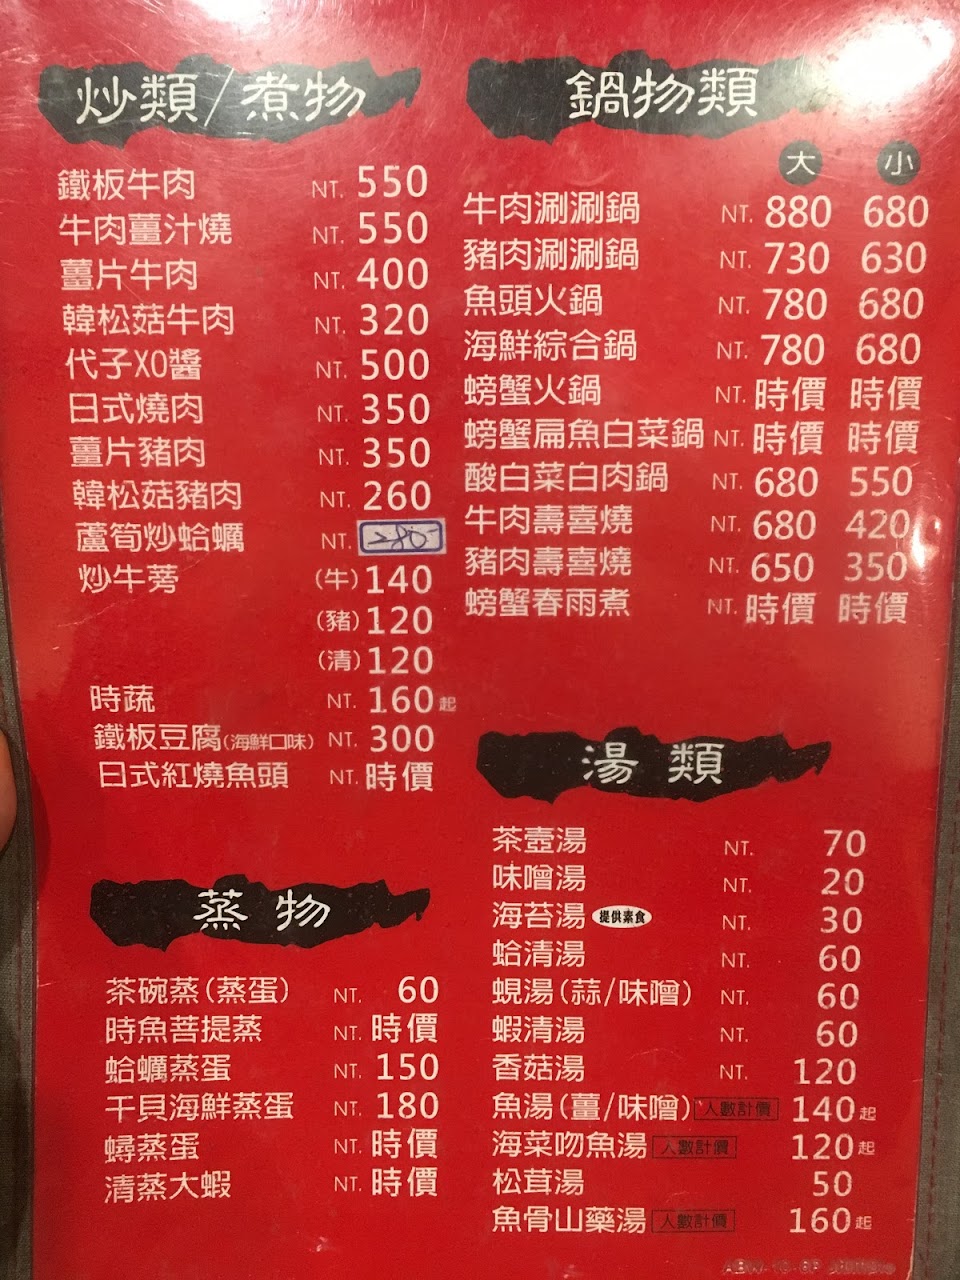 炒類/煮物
鐵板牛肉 NT. 550
牛肉薑汁燒 NT. 550
薑片牛肉 NT. 400
韓松菇牛肉 NT. 320
代子XO醬 NT. 500
日式燒肉 NT. 350
薑片豬肉 NT. 350
韓松菇豬肉 NT. 260
蘆筍炒蛤蠣 NT. 280
炒牛蒡 (牛) 140
(豬) 120
(清) 120
時蔬 NT. 160起
鐵板豆腐(海鮮口味) NT. 300
日式紅燒魚頭 NT. 時價
蒸物
茶碗蒸(蒸蛋) NT. 60
時魚菩提蒸 NT. 時價
蛤蠣蒸蛋 NT. 150
干貝海鮮蒸蛋 NT. 180
蟳蒸蛋 NT. 時價
清蒸大蝦 NT. 時價
鍋物類
大 小
牛肉涮涮鍋 NT. 880 680
豬肉涮涮鍋 NT. 730 630
魚頭火鍋 NT. 780 680
海鮮綜合鍋 NT. 780 680
螃蟹火鍋 NT. 時價 時價
螃蟹扁魚白菜鍋 NT. 時價 時價
酸白菜白肉鍋 NT. 680 550
牛肉壽喜燒 NT. 680 420
豬肉壽喜燒 NT. 650 350
螃蟹春雨煮 NT. 時價 時價
湯類
茶壺湯 NT. 70
味噌湯 NT. 20
海苔湯 提供素食 NT. 30
蛤清湯 NT. 60
蜆湯(蒜/味噌) NT. 60
蝦清湯 NT. 60
香菇湯 NT. 120
魚湯(薑/味噌) 人數計價 140起
海菜吻魚湯 人數計價 120起
松茸湯 50
魚骨山藥湯 人數計價 160起